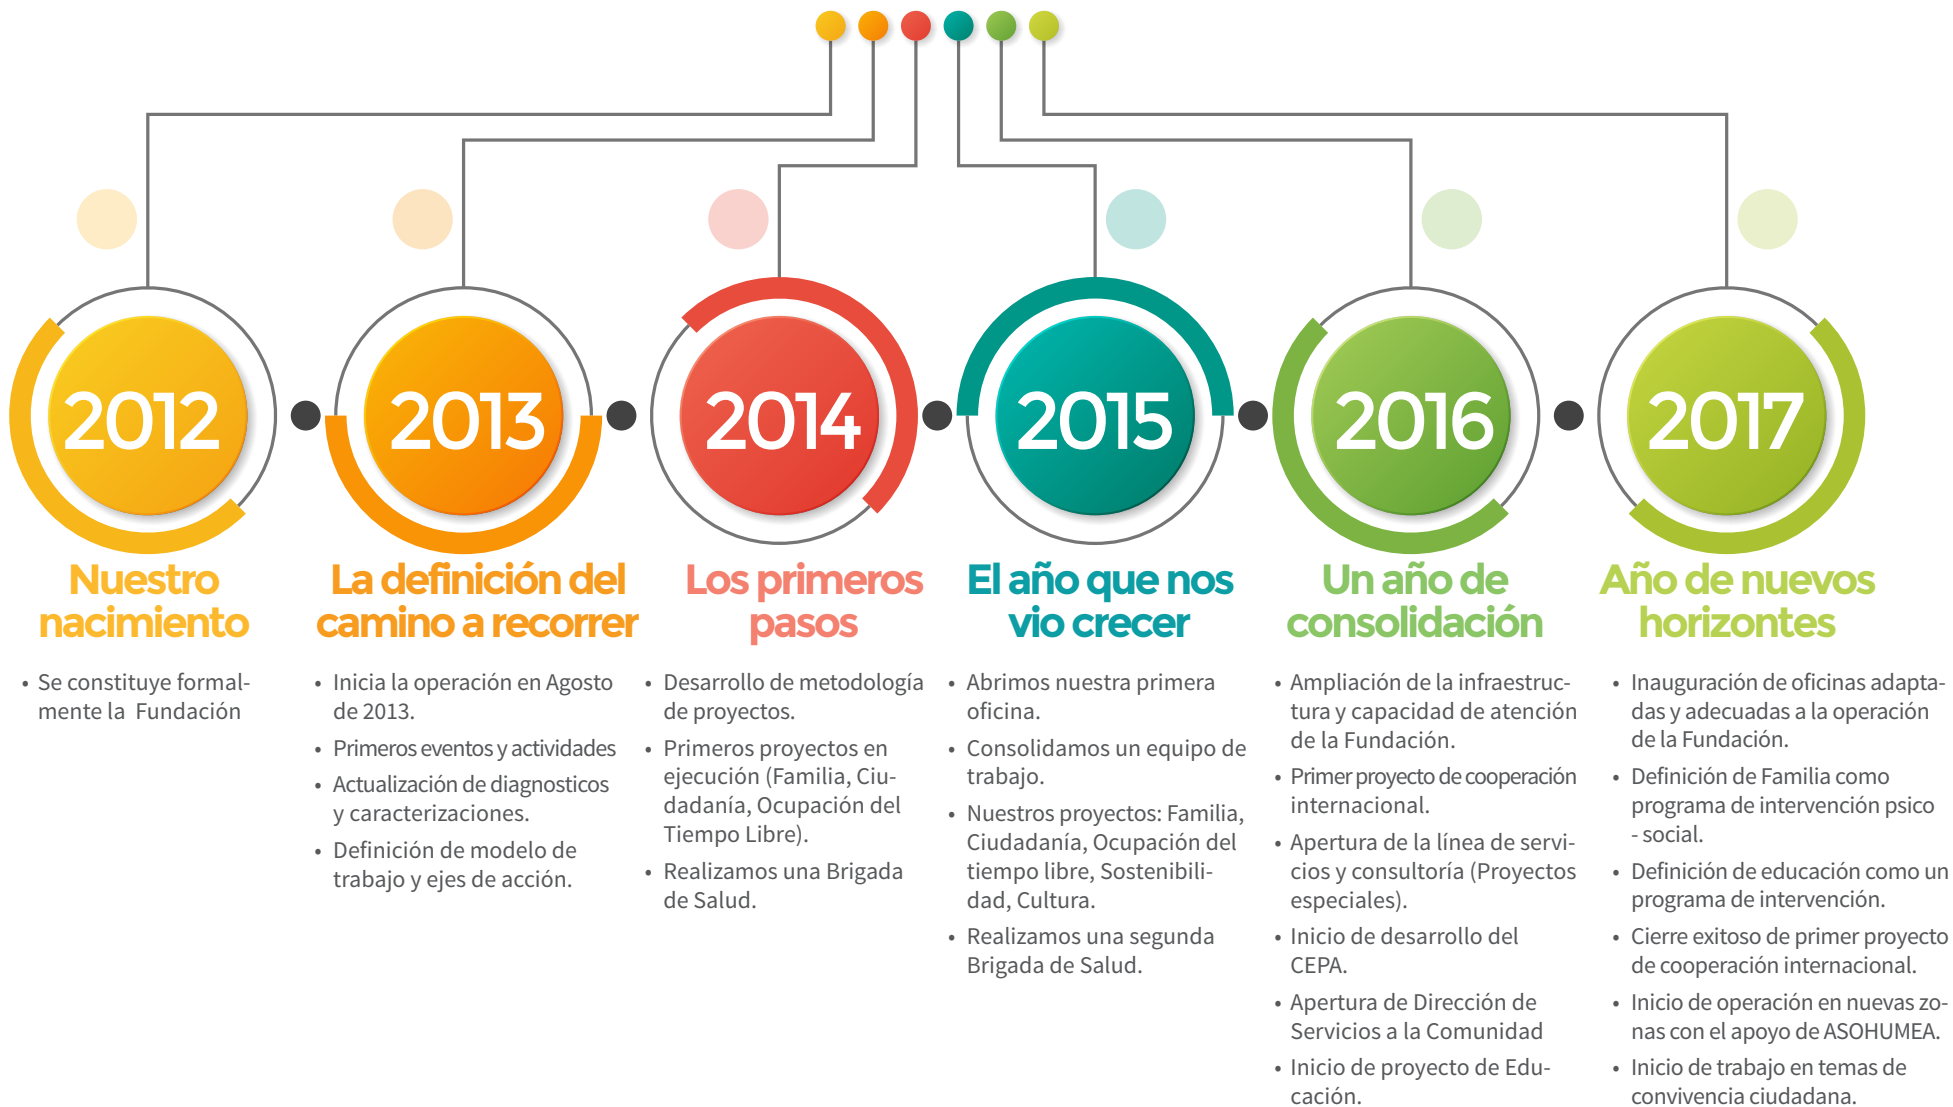 2012
Nuestro
nacimiento
• Se constituye formal-
mente la Fundación
2013
La definición del
camino a recorrer
• Inicia la operación en Agosto
de 2013.
• Primeros eventos y actividades
• Actualización de diagnosticos
y caracterizaciones.
• Definición de modelo de
trabajo y ejes de acción.
2014
Los primeros
pasos
• Desarrollo de metodología
de proyectos.
• Primeros proyectos en
ejecución (Familia, Ciu-
dadanía, Ocupación del
Tiempo Libre).
• Realizamos una Brigada
de Salud.
2015
El año que nos
vio crecer
• Abrimos nuestra primera
oficina.
• Consolidamos un equipo de
trabajo.
• Nuestros proyectos: Familia,
Ciudadanía, Ocupación del
tiempo libre, Sostenibili-
dad, Cultura.
• Realizamos una segunda
Brigada de Salud.
2016
Un año de
consolidación
• Ampliación de la infraestruc-
tura y capacidad de atención
de la Fundación.
• Primer proyecto de cooperación
internacional.
• Apertura de la línea de servi-
cios y consultoría (Proyectos
especiales).
• Inicio de desarrollo del
CEPA.
• Apertura de Dirección de
Servicios a la Comunidad
• Inicio de proyecto de Edu-
cación.
2017
Año de nuevos
horizontes
• Inauguración de oficinas adapta-
das y adecuadas a la operación
de la Fundación.
• Definición de Familia como
programa de intervención psico
- social.
• Definición de educación como un
programa de intervención.
• Cierre exitoso de primer proyecto
de cooperación internacional.
• Inicio de operación en nuevas zo-
nas con el apoyo de ASOHUMEA.
• Inicio de trabajo en temas de
convivencia ciudadana.